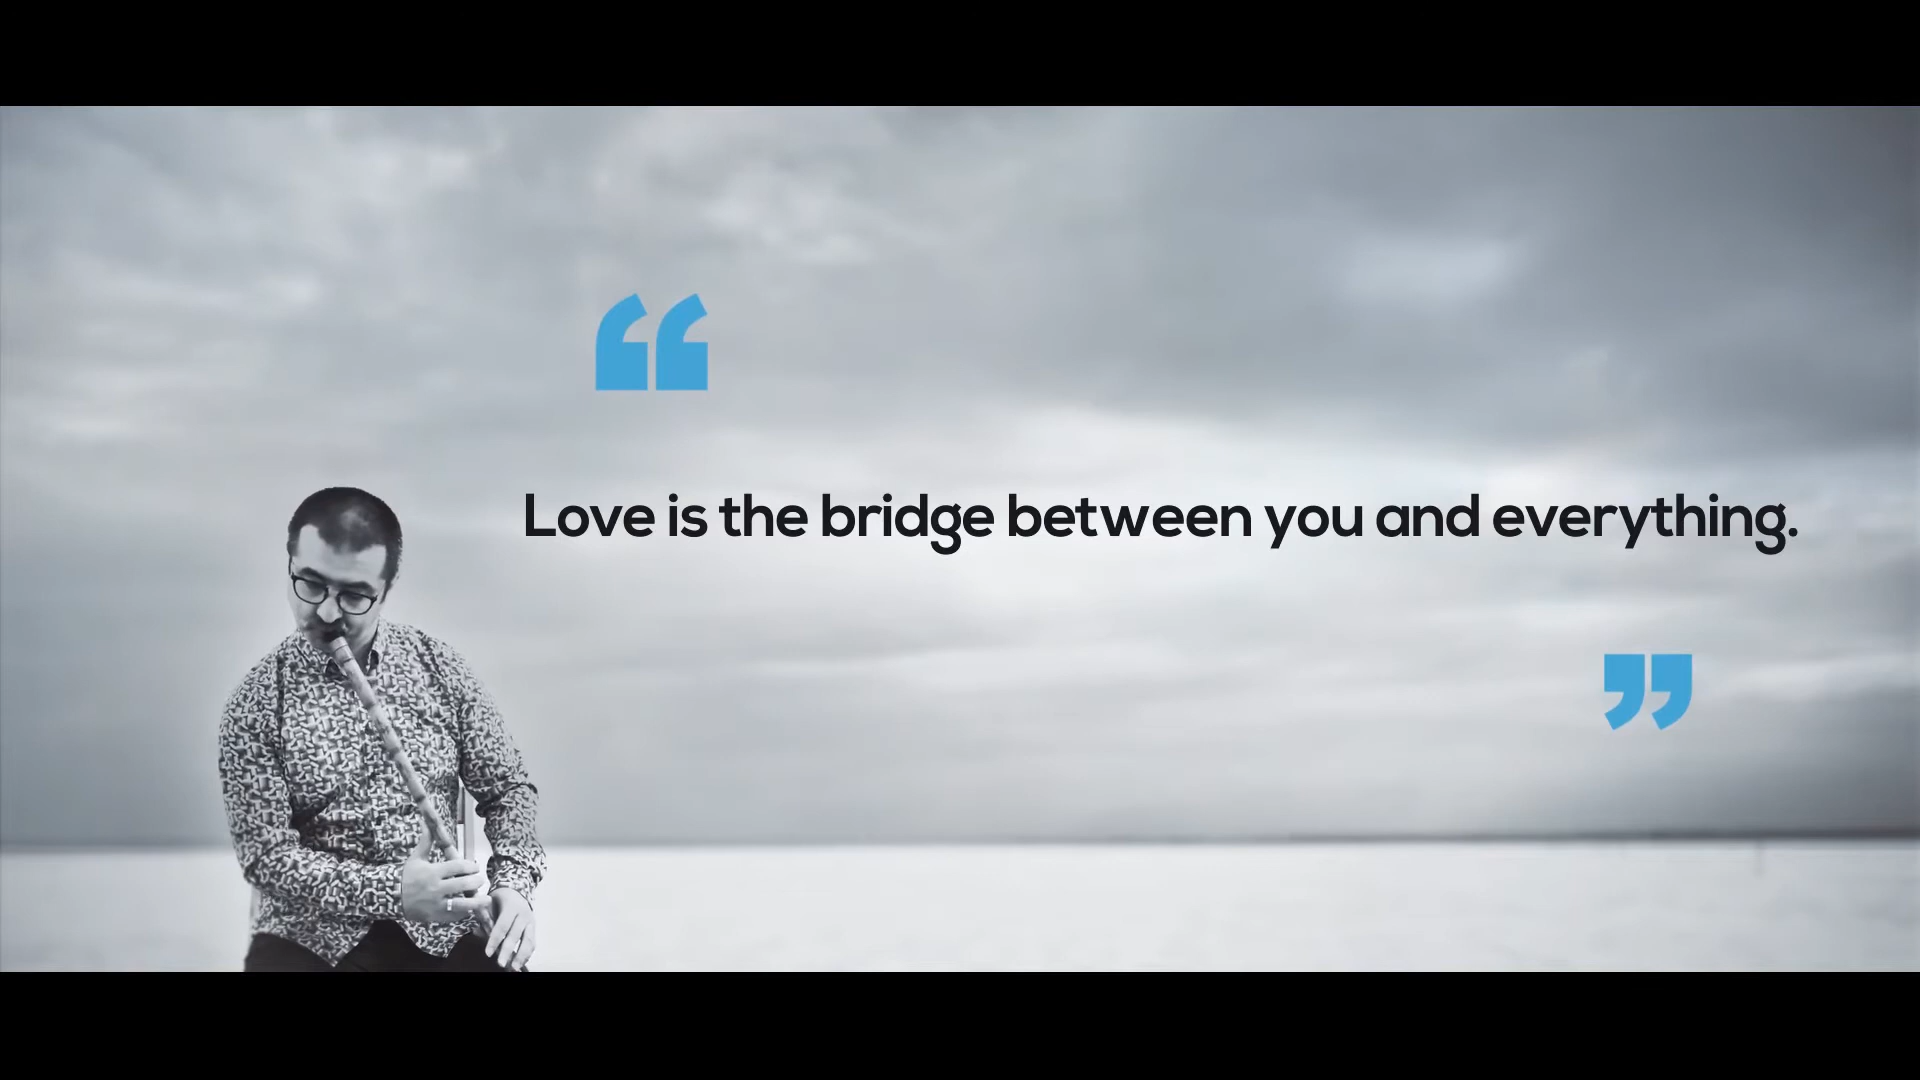 “
Love is the bridge between you and everything.
”